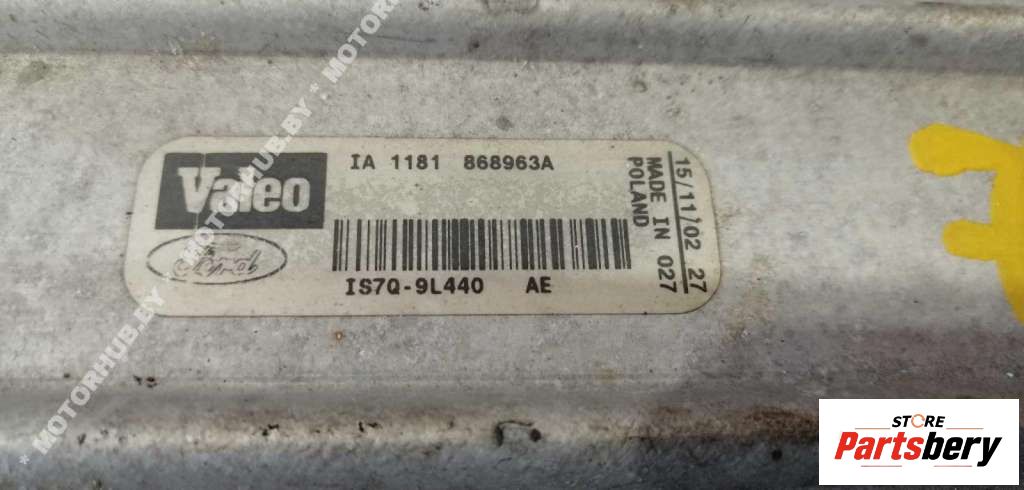 Valeo
IA 1181 868963A
Ford
IS7Q-9L440 AE
15/11/02 27
MADE IN 027
POLAND
* MOTORHUB.BY * MOTORHUB.BY * MOTORHUB.BY
STORE
Partsbery